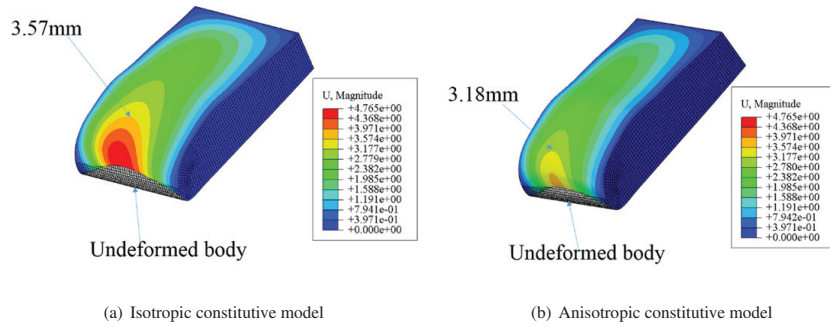 3.57mm
U, Magnitude
+4.765e+00
+4.368e+00
+3.971e+00
+3.574e+00
+3.177e+00
+2.779e+00
+2.382e+00
+1.985e+00
+1.588e+00
+1.191e+00
+7.941e-01
+3.971e-01
+0.000e+00
Undeformed body
(a) Isotropic constitutive model
3.18mm
U, Magnitude
+4.765e+00
+4.368e+00
+3.971e+00
+3.574e+00
+3.177e+00
+2.780e+00
+2.382e+00
+1.985e+00
+1.588e+00
+1.191e+00
+7.942e-01
+3.971e-01
+0.000e+00
Undeformed body
(b) Anisotropic constitutive model